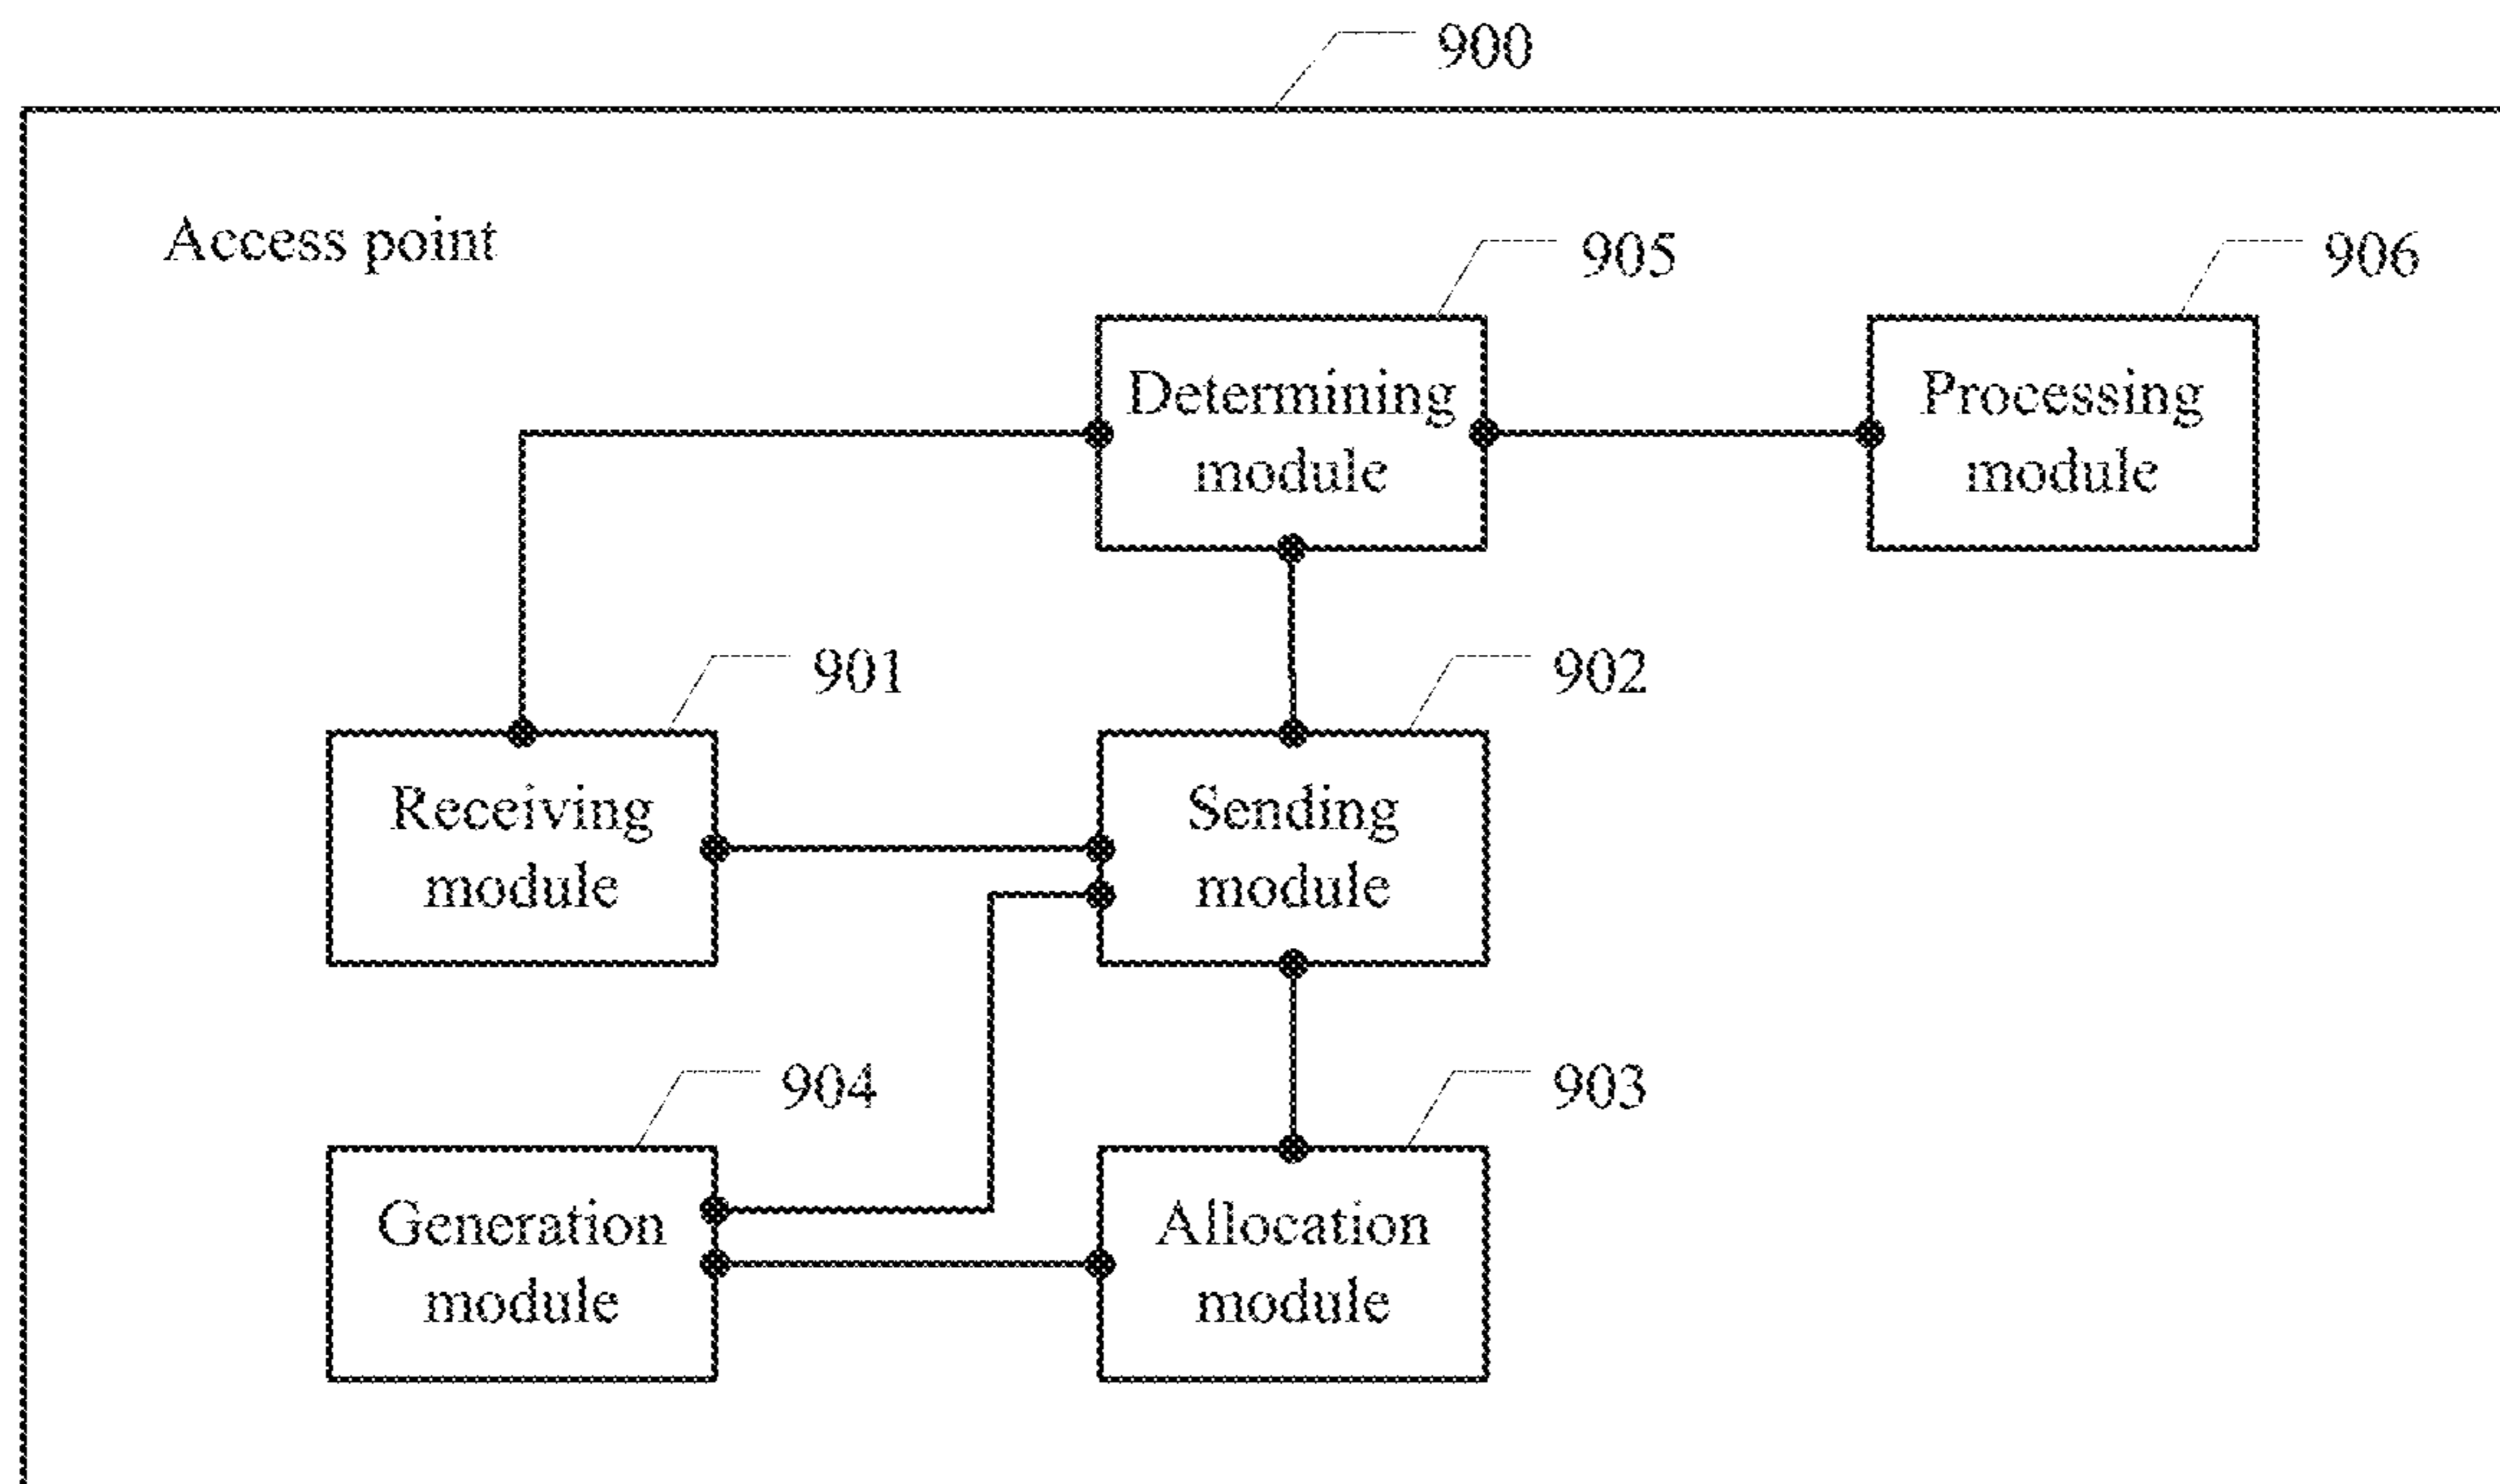 900
Access point
905
906
Determining
module
Processing
module
901
902
Receiving
module
Sending
module
904
903
Generation
module
Allocation
module